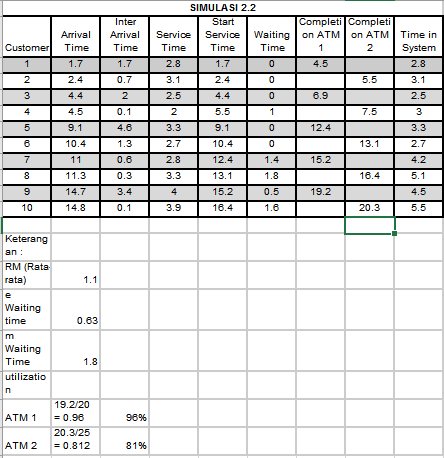 SIMULASI 2.2
Customer Arrival Time Inter Arrival Time Service Time Start Service Time Waiting Time Completi on ATM 1 Completi on ATM 2 Time in System
1 1.7 1.7 2.8 1.7 0 4.5 2.8
2 2.4 0.7 3.1 2.4 0 5.5 3.1
3 4.4 2 2.5 4.4 0 6.9 2.5
4 4.5 0.1 2 5.5 1 7.5 3
5 9.1 4.6 3.3 9.1 0 12.4 3.3
6 10.4 1.3 2.7 10.4 0 13.1 2.7
7 11 0.6 2.8 12.4 1.4 15.2 4.2
8 11.3 0.3 3.3 13.1 1.8 16.4 5.1
9 14.7 3.4 4 15.2 0.5 19.2 4.5
10 14.8 0.1 3.9 16.4 1.6 20.3 5.5
Keterang
an :
RM (Rata-
rata) 1.1
e
Waiting
time 0.63
m
Waiting
Time 1.8
utilizatio
n
ATM 1 19.2/20 = 0.96 96%
ATM 2 20.3/25 = 0.812 81%